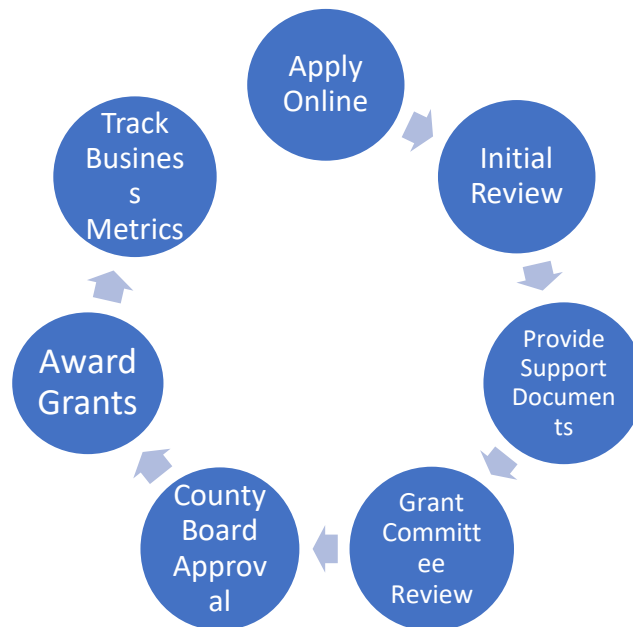 Apply
Online
Initial
Review
Provide
Support
Documen
ts
Grant
Committ
ee
Review
County
Board
Approv
al
Award
Grants
Track
Busines
s
Metrics